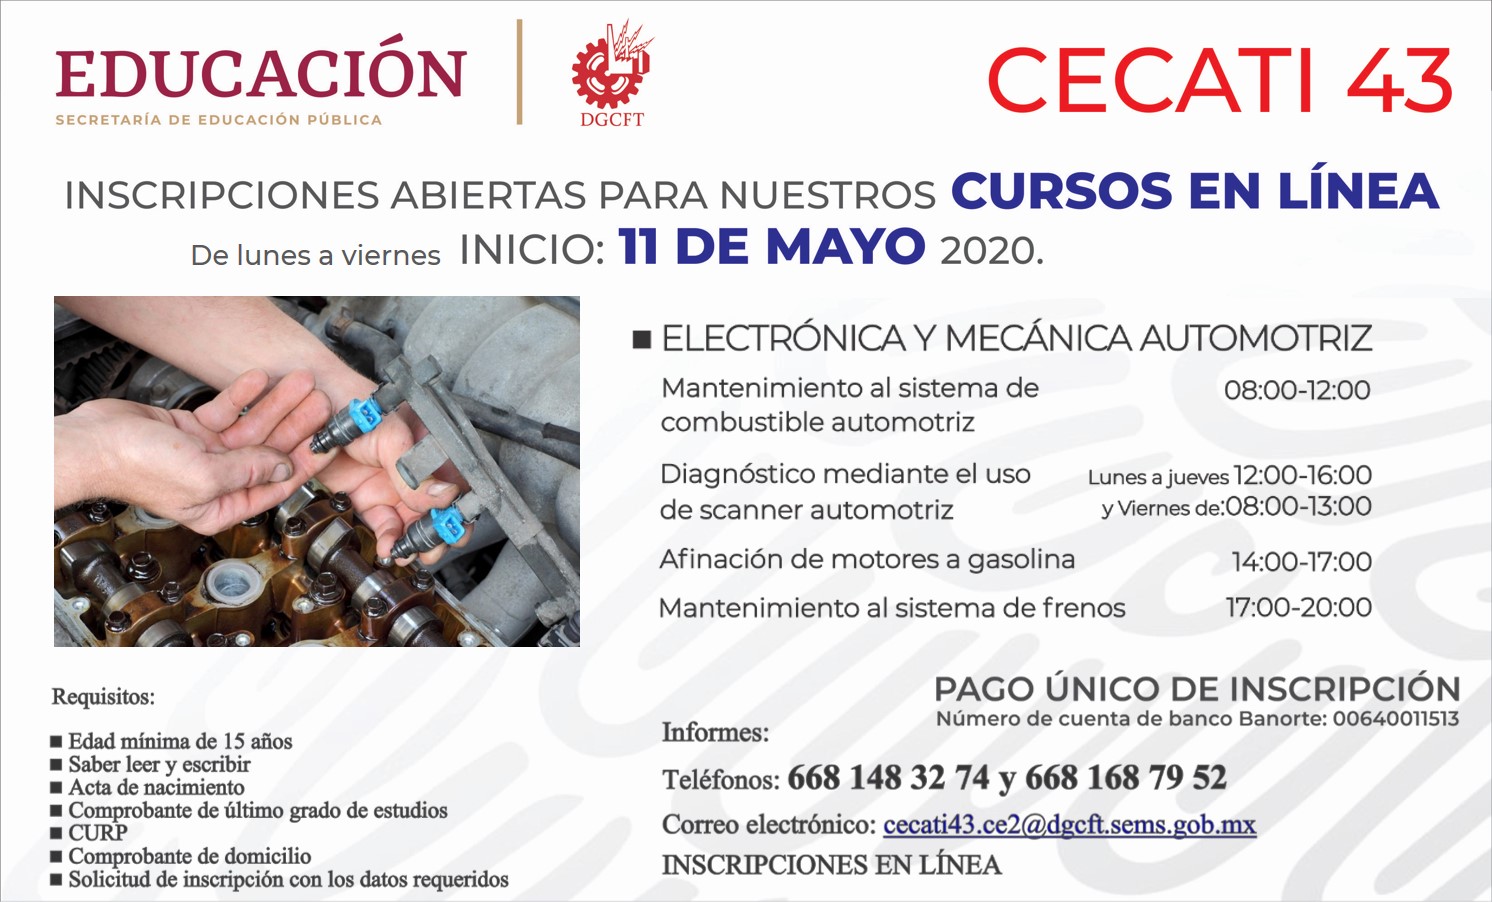 EDUCACIÓN
SECRETARÍA DE EDUCACIÓN PÚBLICA
DGCFT
CECATI 43
INSCRIPCIONES ABIERTAS PARA NUESTROS CURSOS EN LÍNEA
De lunes a viernes INICIO: 11 DE MAYO 2020.
■ ELECTRÓNICA Y MECÁNICA AUTOMOTRIZ
Mantenimiento al sistema de 08:00-12:00
combustible automotriz
Diagnóstico mediante el uso Lunes a jueves 12:00-16:00
de scanner automotriz y Viernes de:08:00-13:00
Afinación de motores a gasolina 14:00-17:00
Mantenimiento al sistema de frenos 17:00-20:00
Requisitos:
■ Edad mínima de 15 años
■ Saber leer y escribir
■ Acta de nacimiento
■ Comprobante de último grado de estudios
■ CURP
■ Comprobante de domicilio
■ Solicitud de inscripción con los datos requeridos
PAGO ÚNICO DE INSCRIPCIÓN
Número de cuenta de banco Banorte: 00640011513
Informes:
Teléfonos: 668 148 32 74 y 668 168 79 52
Correo electrónico: cecati43.ce2@dgcft.sems.gob.mx
INSCRIPCIONES EN LÍNEA